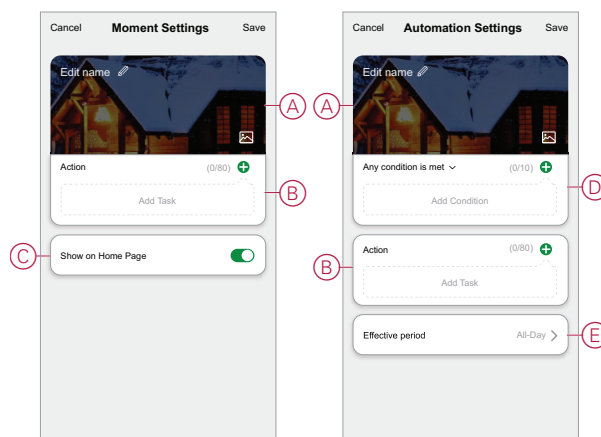 Cancel Moment Settings Save
Edit name
A
Action (0/80)
Add Task
B
C
Show on Home Page
Cancel Automation Settings Save
Edit name
A
Any condition is met (0/10)
Add Condition
D
Action (0/80)
Add Task
B
Effective period All-Day
E